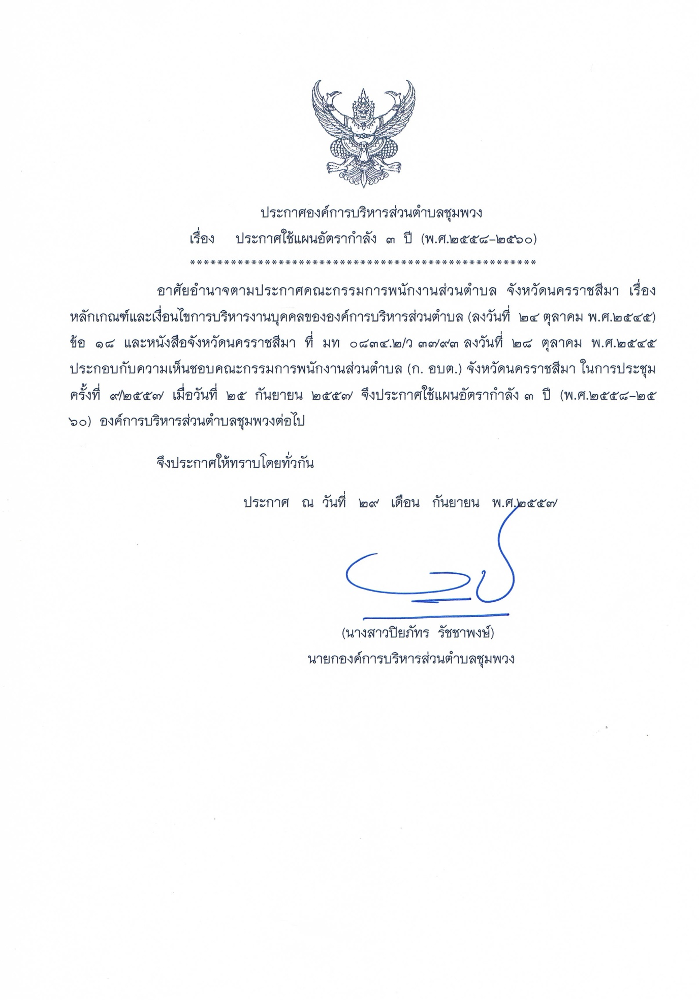 ประกาศองค์การบริหารส่วนตำบลชุมพวง
เรื่อง ประกาศใช้แผนอัตรากำลัง ๓ ปี (พ.ศ.๒๕๕๘-๒๕๖๐)
***************************************************
อาศัยอำนาจตามประกาศคณะกรรมการพนักงานส่วนตำบล จังหวัดนครราชสีมา เรื่อง
หลักเกณฑ์และเงื่อนไขการบริหารงานบุคคลขององค์การบริหารส่วนตำบล (ลงวันที่ ๒๔ ตุลาคม พ.ศ.๒๕๔๕)
ข้อ ๑๘ และหนังสือจังหวัดนครราชสีมา ที่ มท ๐๘๓๔.๒/ว ๓๗๙๓ ลงวันที่ ๒๘ ตุลาคม พ.ศ.๒๕๔๕
ประกอบกับความเห็นชอบคณะกรรมการพนักงานส่วนตำบล (ก. อบต.) จังหวัดนครราชสีมา ในการประชุม
ครั้งที่ ๙/๒๕๕๗ เมื่อวันที่ ๒๕ กันยายน ๒๕๕๗ จึงประกาศใช้แผนอัตรากำลัง ๓ ปี (พ.ศ.๒๕๕๘-๒๕
๖๐) องค์การบริหารส่วนตำบลชุมพวงต่อไป
จึงประกาศให้ทราบโดยทั่วกัน
ประกาศ ณ วันที่ ๒๙ เดือน กันยายน พ.ศ.๒๕๕๗
(นางสาวปิยภัทร รัชชาพงษ์)
นายกองค์การบริหารส่วนตำบลชุมพวง